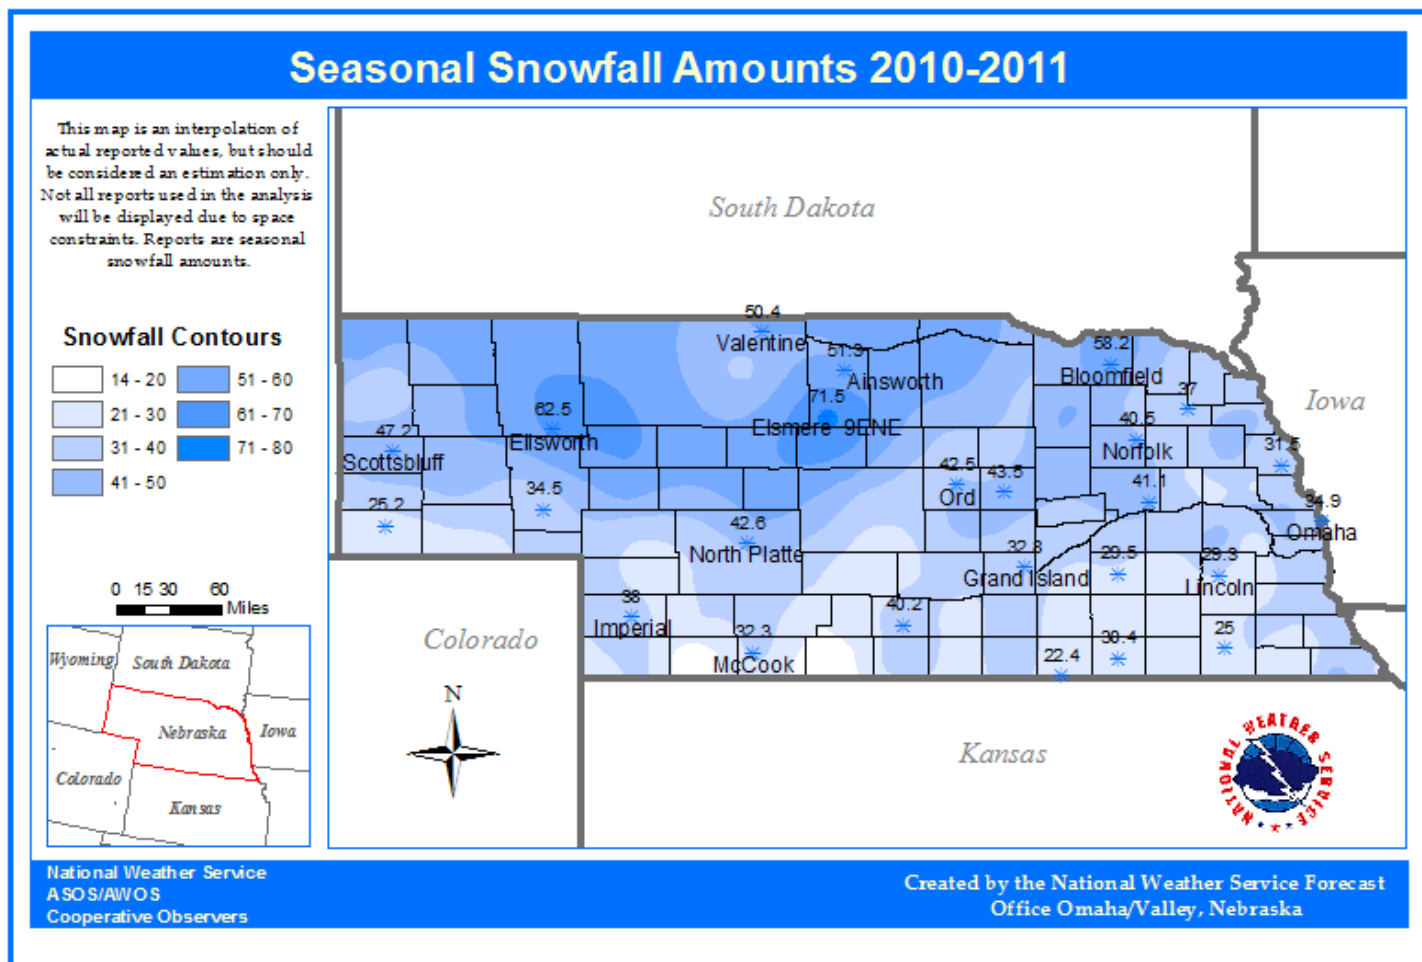 Seasonal Snowfall Amounts 2010-2011
This map is an interpolation of
actual reported values, but should
be considered an estimation only.
Not all reports used in the analysis
will be displayed due to space
constraints. Reports are seasonal
snowfall amounts.
Snowfall Contours
14 - 20
51 - 60
21 - 30
61 - 70
31 - 40
71 - 80
41 - 50
0 15 30 60
Miles
Wyoming
South Dakota
Nebraska
Iowa
Colorado
Kansas
South Dakota
Iowa
Colorado
Kansas
N
50.4
Valentine
51.3
Ainsworth
58.2
Bloomfield
37
62.5
Ellsworth
71.5
Elsmere 9ENE
47.2
Scottsbluff
40.5
Norfolk
31.5
25.2
34.5
42.5
Ord
43.5
41.1
34.9
Omaha
42.6
North Platte
32.3
Grand Island
29.5
29.3
Lincoln
38
Imperial
32.3
McCook
40.2
22.4
30.4
25
NATIONAL WEATHER SERVICE
National Weather Service
ASOS/AWOS
Cooperative Observers
Created by the National Weather Service Forecast
Office Omaha/Valley, Nebraska